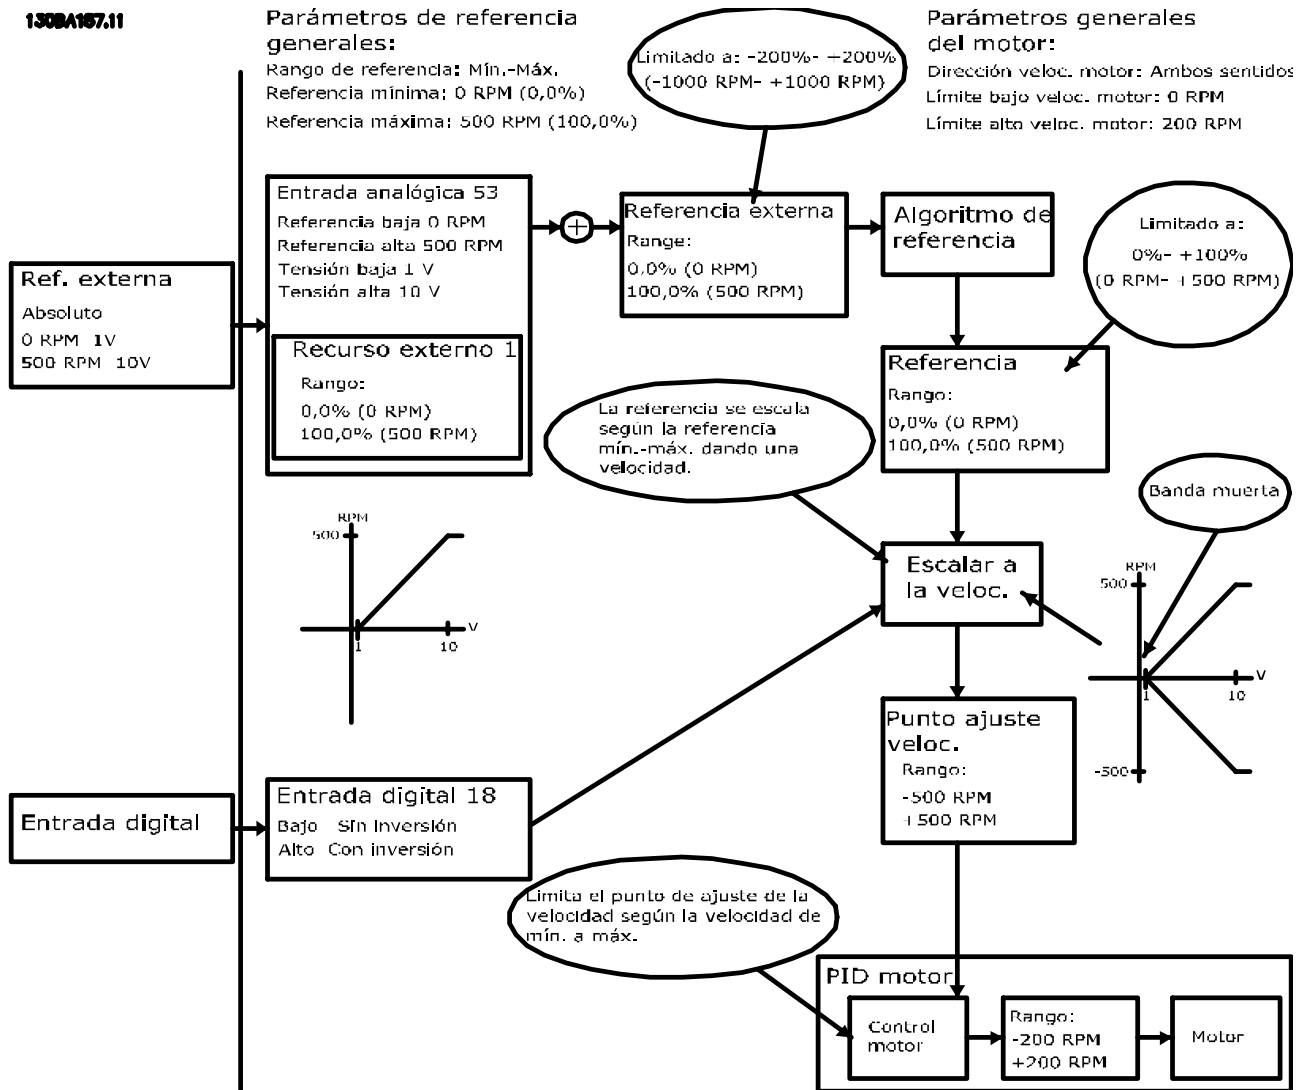 130BA187.11
Parámetros de referencia
generales:
Rango de referencia: Mín.-Máx.
Referencia mínima: 0 RPM (0,0%)
Referencia máxima: 500 RPM (100,0%)
Limitado a: -200%- +200%
(-1000 RPM- +1000 RPM)
Parámetros generales
del motor:
Dirección veloc. motor: Ambos sentidos
Límite bajo veloc. motor: 0 RPM
Límite alto veloc. motor: 200 RPM
Ref. externa
Absoluto
0 RPM 1V
500 RPM 10V
Entrada analógica 53
Referencia baja 0 RPM
Referencia alta 500 RPM
Tensión baja 1 V
Tensión alta 10 V
Recurso externo 1
Rango:
0,0% (0 RPM)
100,0% (500 RPM)
Referencia externa
Range:
0,0% (0 RPM)
100,0% (500 RPM)
Algoritmo de
referencia
Limitado a:
0%- +100%
(0 RPM- +500 RPM)
Referencia
Rango:
0,0% (0 RPM)
100,0% (500 RPM)
La referencia se escala
según la referencia
mín.-máx. dando una
velocidad.
Banda muerta
RPM
500
V
1
10
Escalar a
la veloc.
RPM
500
V
1
10
-500
Punto ajuste
veloc.
Rango:
-500 RPM
+500 RPM
Entrada digital
Entrada digital 18
Bajo Sin inversión
Alto Con inversión
Limita el punto de ajuste de la
velocidad según la velocidad de
mín. a máx.
PID motor
Control
motor
Rango:
-200 RPM
+200 RPM
Motor